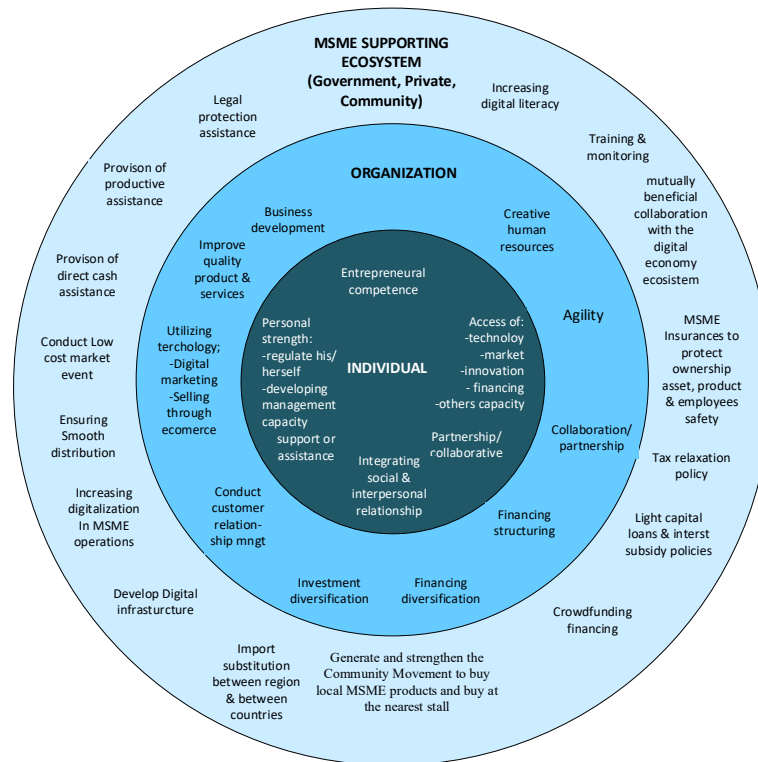 MSME SUPPORTING
ECOSYSTEM
(Government, Private,
Community)
Increasing
digital literacy
Legal
protection
assistance
Training &
monitoring
Provison of
productive
assistance
mutually
beneficial
collaboration
with the
digital
economy
ecosystem
Provison of
direct cash
assistance
MSME
Insurances to
protect
ownership
asset, product
& employees
safety
Conduct Low
cost market
event
Ensuring
Smooth
distribution
Tax relaxation
policy
Increasing
digitalization
In MSME
operations
Light capital
loans & interst
subsidy policies
Develop Digital
infrasturcture
Crowdfunding
financing
Import
substitution
between region
& between
countries
Generate and strengthen the
Community Movement to buy
local MSME products and buy at
the nearest stall
ORGANIZATION
Business
development
Creative
human
resources
Improve
quality
product &
services
Agility
Utilizing
terchology;
-Digital
marketing
-Selling
through
ecomerce
Collaboration/
partnership
Conduct
customer
relation-
ship mngt
Financing
structuring
Investment
diversification
Financing
diversification
Entrepreneural
competence
Personal
strength:
-regulate his/
herself
-developing
management
capacity
support or
assistance
INDIVIDUAL
Access of:
-technoloy
-market
-innovation
- financing
-others capacity
Partnership/
collaborative
Integrating
social &
interpersonal
relationship